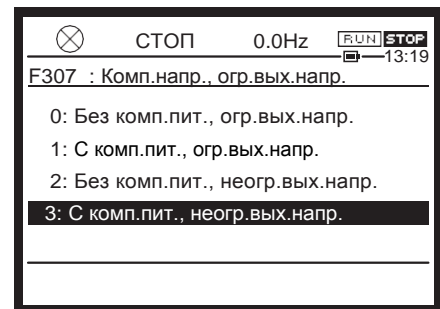 СТОП 0.0Hz RUN STOP
13:19
F307 : Комп.напр., огр.вых.напр.
0: Без комп.пит., огр.вых.напр.
1: С комп.пит., огр.вых.напр.
2: Без комп.пит., неогр.вых.напр.
3: С комп.пит., неогр.вых.напр.